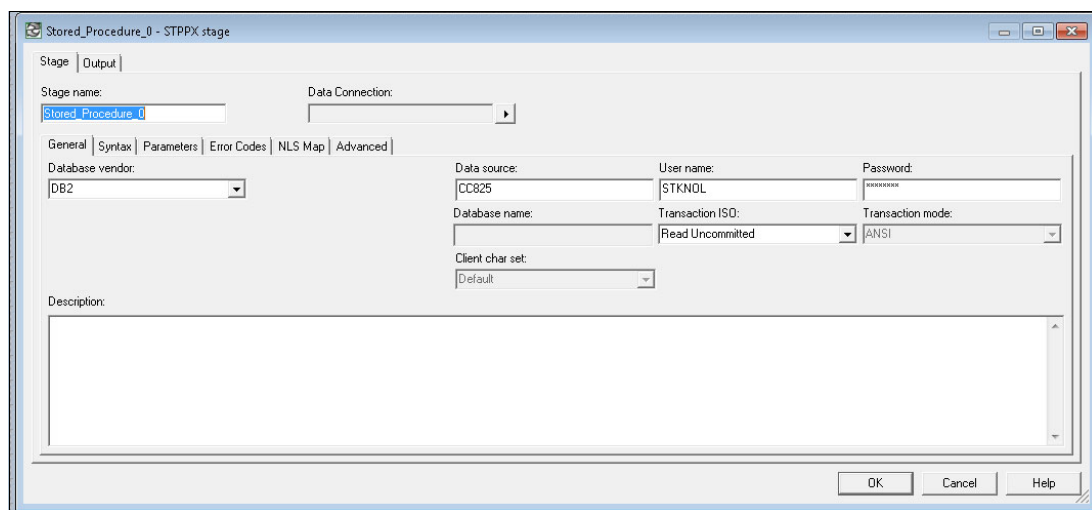 Stored_Procedure_0 - STPPX stage
Stage Output
Stage name: Data Connection:
Stored_Procedure_0
General Syntax Parameters Error Codes NLS Map Advanced
Database vendor: Data source: User name: Password:
DB2 CC825 STKNOL ********
Database name: Transaction ISO: Transaction mode:
Read Uncommitted ANSI
Client char set:
Default
Description:
OK Cancel Help